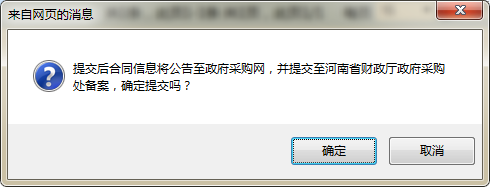 来自网页的消息
提交后合同信息将公告至政府采购网，并提交至河南省财政厅政府采购
处备案，确定提交吗？
确定
取消